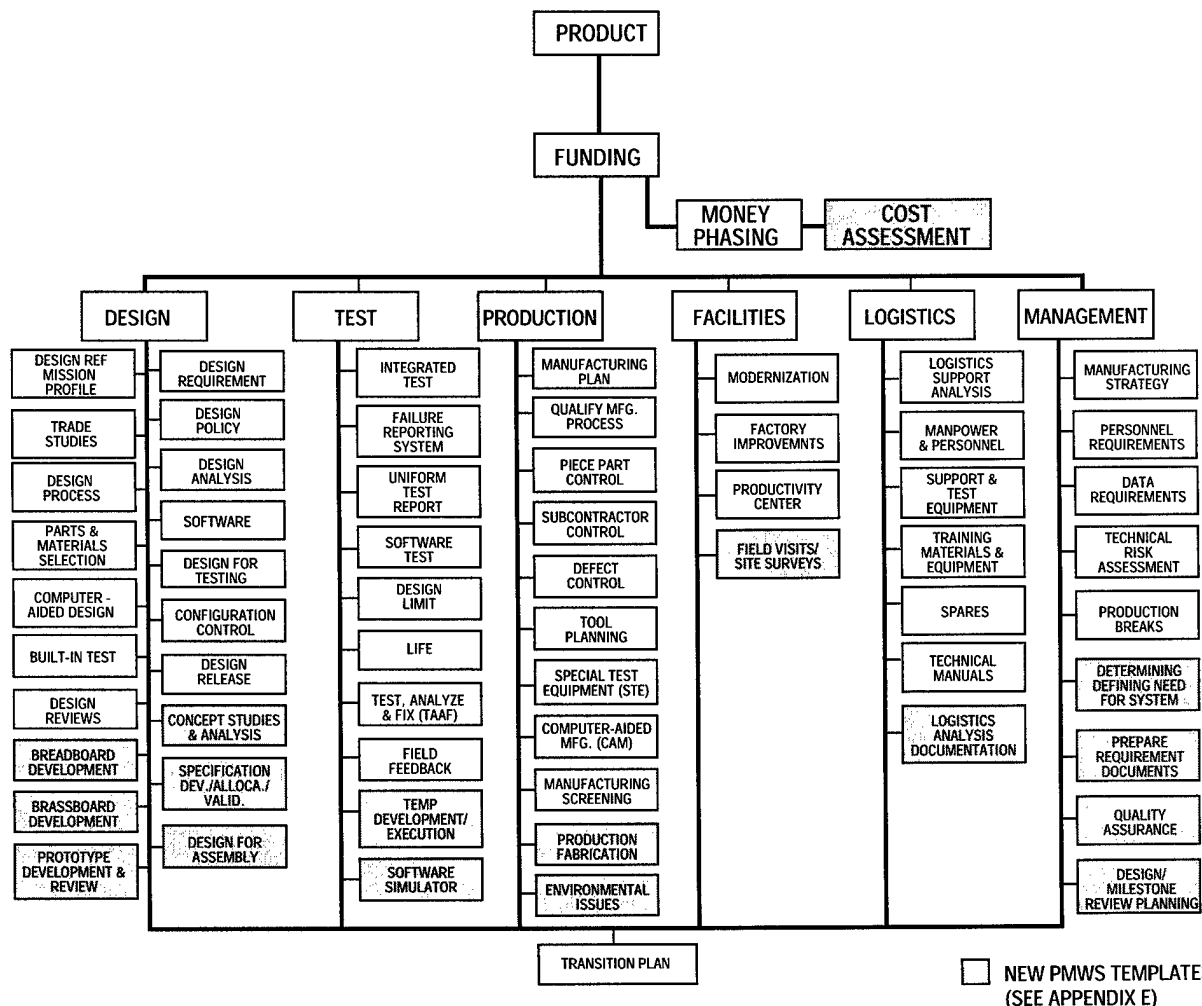 PRODUCT
FUNDING
MONEY
PHASING
COST
ASSESSMENT
DESIGN
TEST
PRODUCTION
FACILITIES
LOGISTICS
MANAGEMENT
DESIGN REF
MISSION
PROFILE
TRADE
STUDIES
DESIGN
PROCESS
PARTS &
MATERIALS
SELECTION
COMPUTER -
AIDED DESIGN
BUILT-IN TEST
DESIGN
REVIEWS
BREADBOARD
DEVELOPMENT
BRASSBOARD
DEVELOPMENT
PROTOTYPE
DEVELOPMENT &
REVIEW
DESIGN
REQUIREMENT
DESIGN
POLICY
DESIGN
ANALYSIS
SOFTWARE
DESIGN FOR
TESTING
CONFIGURATION
CONTROL
DESIGN
RELEASE
CONCEPT STUDIES
& ANALYSIS
SPECIFICATION
DEV./ALLOCA./
VALID.
DESIGN FOR
ASSEMBLY
INTEGRATED
TEST
FAILURE
REPORTING
SYSTEM
UNIFORM
TEST
REPORT
SOFTWARE
TEST
DESIGN
LIMIT
LIFE
TEST, ANALYZE
& FIX (TAAF)
FIELD
FEEDBACK
TEMP
DEVELOPMENT/
EXECUTION
SOFTWARE
SIMULATOR
MANUFACTURING
PLAN
QUALIFY MFG.
PROCESS
PIECE PART
CONTROL
SUBCONTRACTOR
CONTROL
DEFECT
CONTROL
TOOL
PLANNING
SPECIAL TEST
EQUIPMENT (STE)
COMPUTER-AIDED
MFG. (CAM)
MANUFACTURING
SCREENING
PRODUCTION
FABRICATION
ENVIRONMENTAL
ISSUES
MODERNIZATION
FACTORY
IMPROVEMNTS
PRODUCTIVITY
CENTER
FIELD VISITS/
SITE SURVEYS
LOGISTICS
SUPPORT
ANALYSIS
MANPOWER
& PERSONNEL
SUPPORT &
TEST
EQUIPMENT
TRAINING
MATERIALS &
EQUIPMENT
SPARES
TECHNICAL
MANUALS
LOGISTICS
ANALYSIS
DOCUMENTATION
MANUFACTURING
STRATEGY
PERSONNEL
REQUIREMENTS
DATA
REQUIREMENTS
TECHNICAL
RISK
ASSESSMENT
PRODUCTION
BREAKS
DETERMINING
DEFINING NEED
FOR SYSTEM
PREPARE
REQUIREMENT
DOCUMENTS
QUALITY
ASSURANCE
DESIGN/
MILESTONE
REVIEW PLANNING
TRANSITION PLAN
NEW PMWS TEMPLATE
(SEE APPENDIX E)